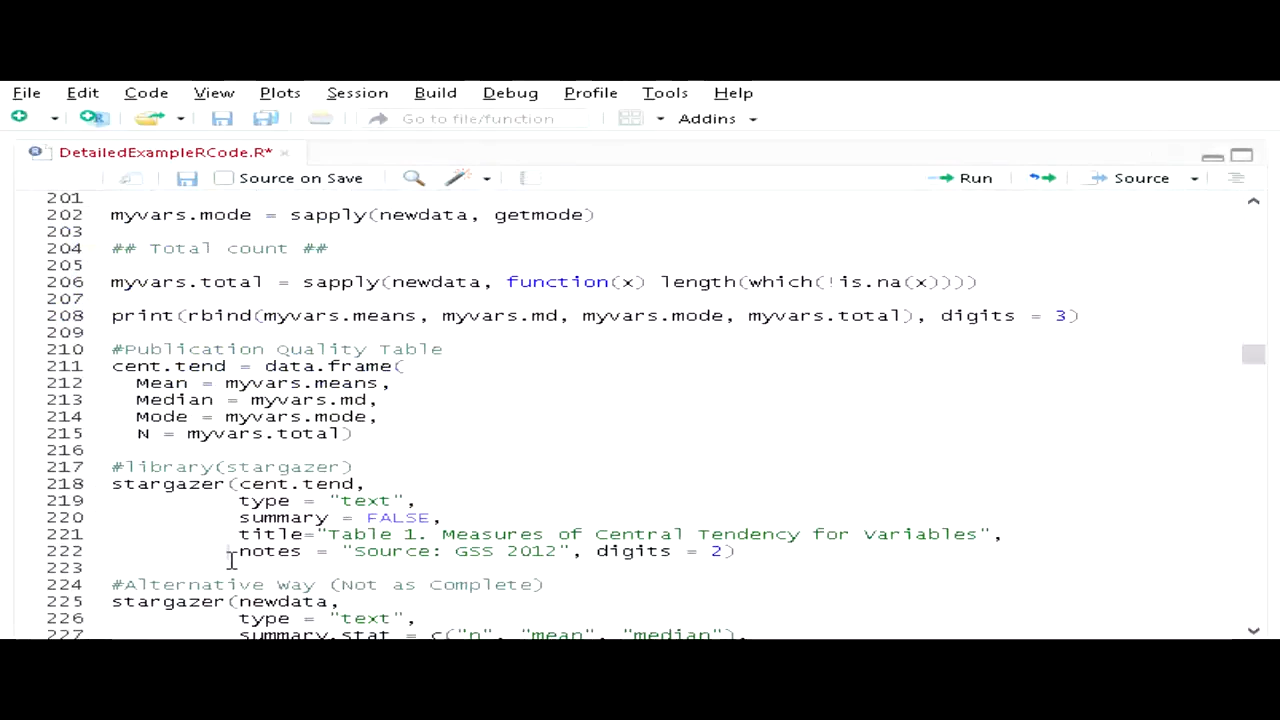 File Edit Code View Plots Session Build Debug Profile Tools Help
Go to file/function Addins
DetailedExampleRCode.R*
Source on Save Run Source
201
202 myvars.mode = sapply(newdata, getmode)
203
204 ## Total count ##
205
206 myvars.total = sapply(newdata, function(x) length(which(!is.na(x))))
207
208 print(rbind(myvars.means, myvars.md, myvars.mode, myvars.total), digits = 3)
209
210 #Publication Quality Table
211 cent.tend = data.frame(
212 Mean = myvars.means,
213 Median = myvars.md,
214 Mode = myvars.mode,
215 N = myvars.total)
216
217 #library(stargazer)
218 stargazer(cent.tend,
219 type = "text",
220 summary = FALSE,
221 title="Table 1. Measures of Central Tendency for Variables",
222 notes = "Source: GSS 2012", digits = 2)
223
224 #Alternative Way (Not as Complete)
225 stargazer(newdata,
226 type = "text",
227 summary.stat = c("n", "mean", "median"),